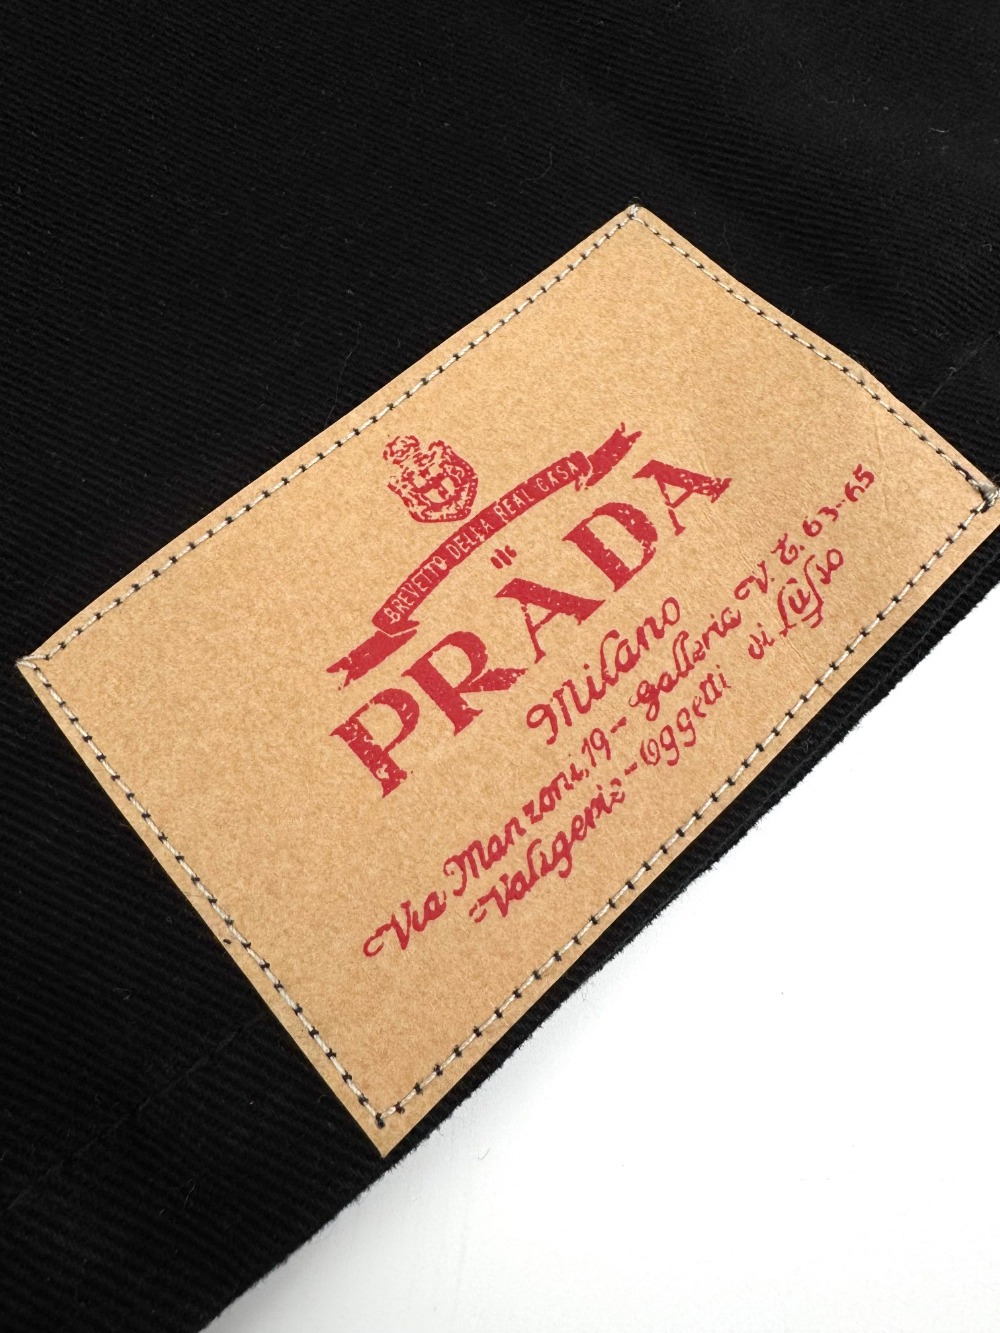 BREVETTO DELLA REAL CASA
PRADA
Milano
Via Manzoni, 19 - Galleria V. E. 63-65
Valigerie - Oggetti di Lusso